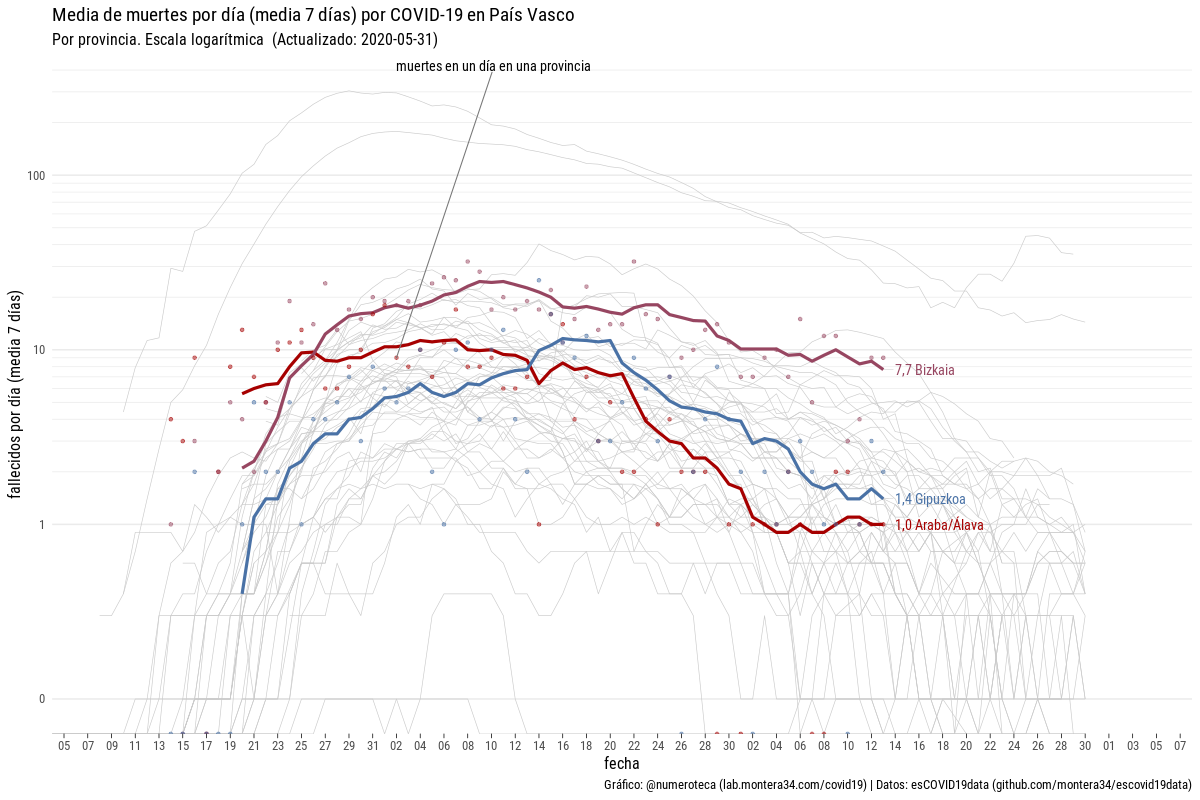 Media de muertes por día (media 7 días) por COVID-19 en País Vasco
Por provincia. Escala logarítmica  (Actualizado: 2020-05-31)
muertes en un día en una provincia
fallecidos por día (media  7 días)
100
10
1
0
7,7 Bizkaia
1,4 Gipuzkoa
1,0 Araba/Álava
05 07 09 11 13 15 17 19 21 23 25 27 29 31 02 04 06 08 10 12 14 16 18 20 22 24 26 28 30 02 04 06 08 10 12 14 16 18 20 22 24 26 28 30 01 03 05 07
fecha
Gráfico: @numeroteca (lab.montera34.com/covid19) | Datos: esCOVID19data (github.com/montera34/escovid19data)